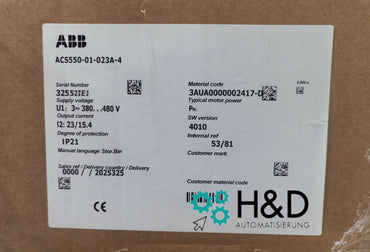 ABB
ACS550-01-023A-4
Serial Number
Supply voltage
U1: 3~ 380...480 V
Output current
I2: 23/15.4
Degree of protection
IP21
Manual language Stor.Bin
Sales ref / Delivery country / Delivery
0000 / / 2025325
Material code
3AUA0000002417-D
Typical motor power
PN:
SW version
4010
Internal ref
53/81
Customer mark
Customer material code
EAN
H&D
AUTOMATISIERUNG